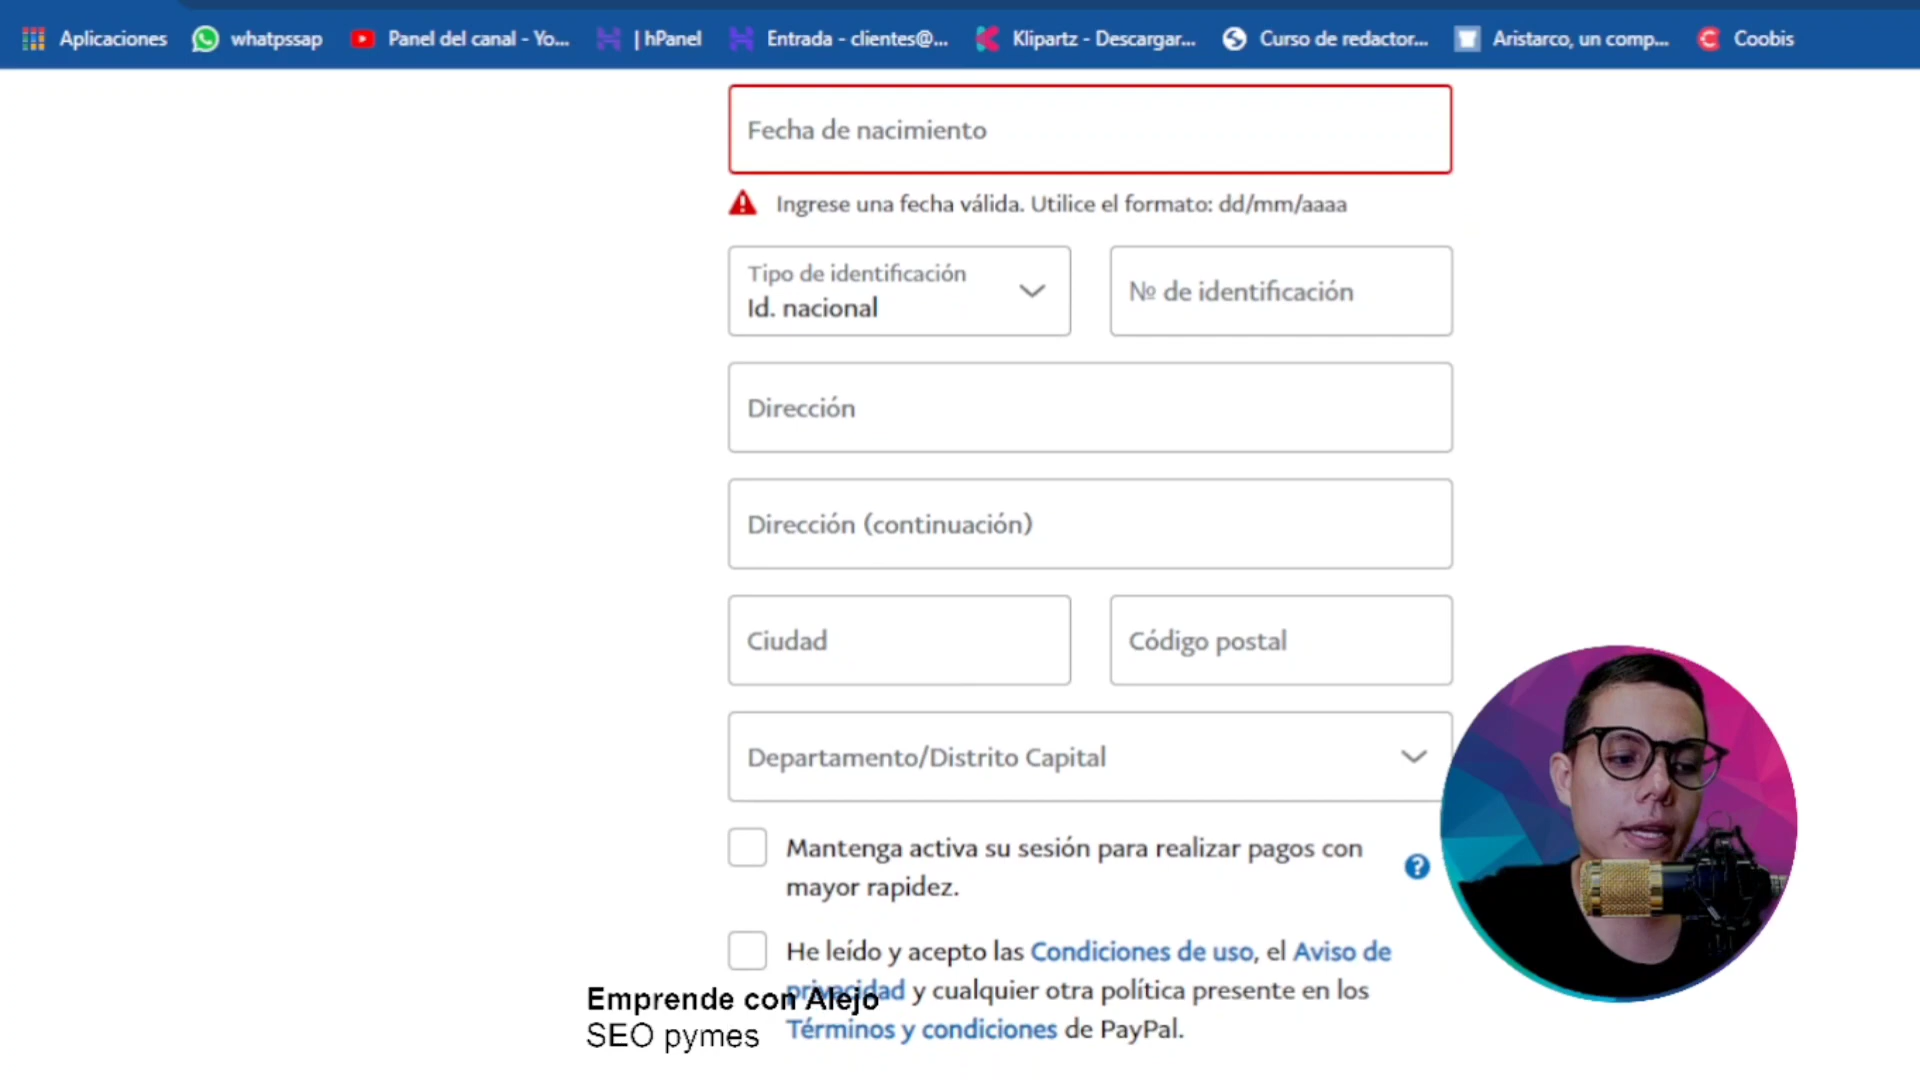 Aplicaciones whatpssap Panel del canal - Yo... | hPanel Entrada - clientes@... Klipartz - Descargar... Curso de redactor... Aristarco, un comp... Coobis
Fecha de nacimiento
Ingrese una fecha válida. Utilice el formato: dd/mm/aaaa
Tipo de identificación
Id. nacional
№ de identificación
Dirección
Dirección (continuación)
Ciudad
Código postal
Departamento/Distrito Capital
Mantenga activa su sesión para realizar pagos con
mayor rapidez.
?
He leído y acepto las Condiciones de uso, el Aviso de
privacidad y cualquier otra política presente en los
Términos y condiciones de PayPal.
Emprende con Alejo
SEO pymes